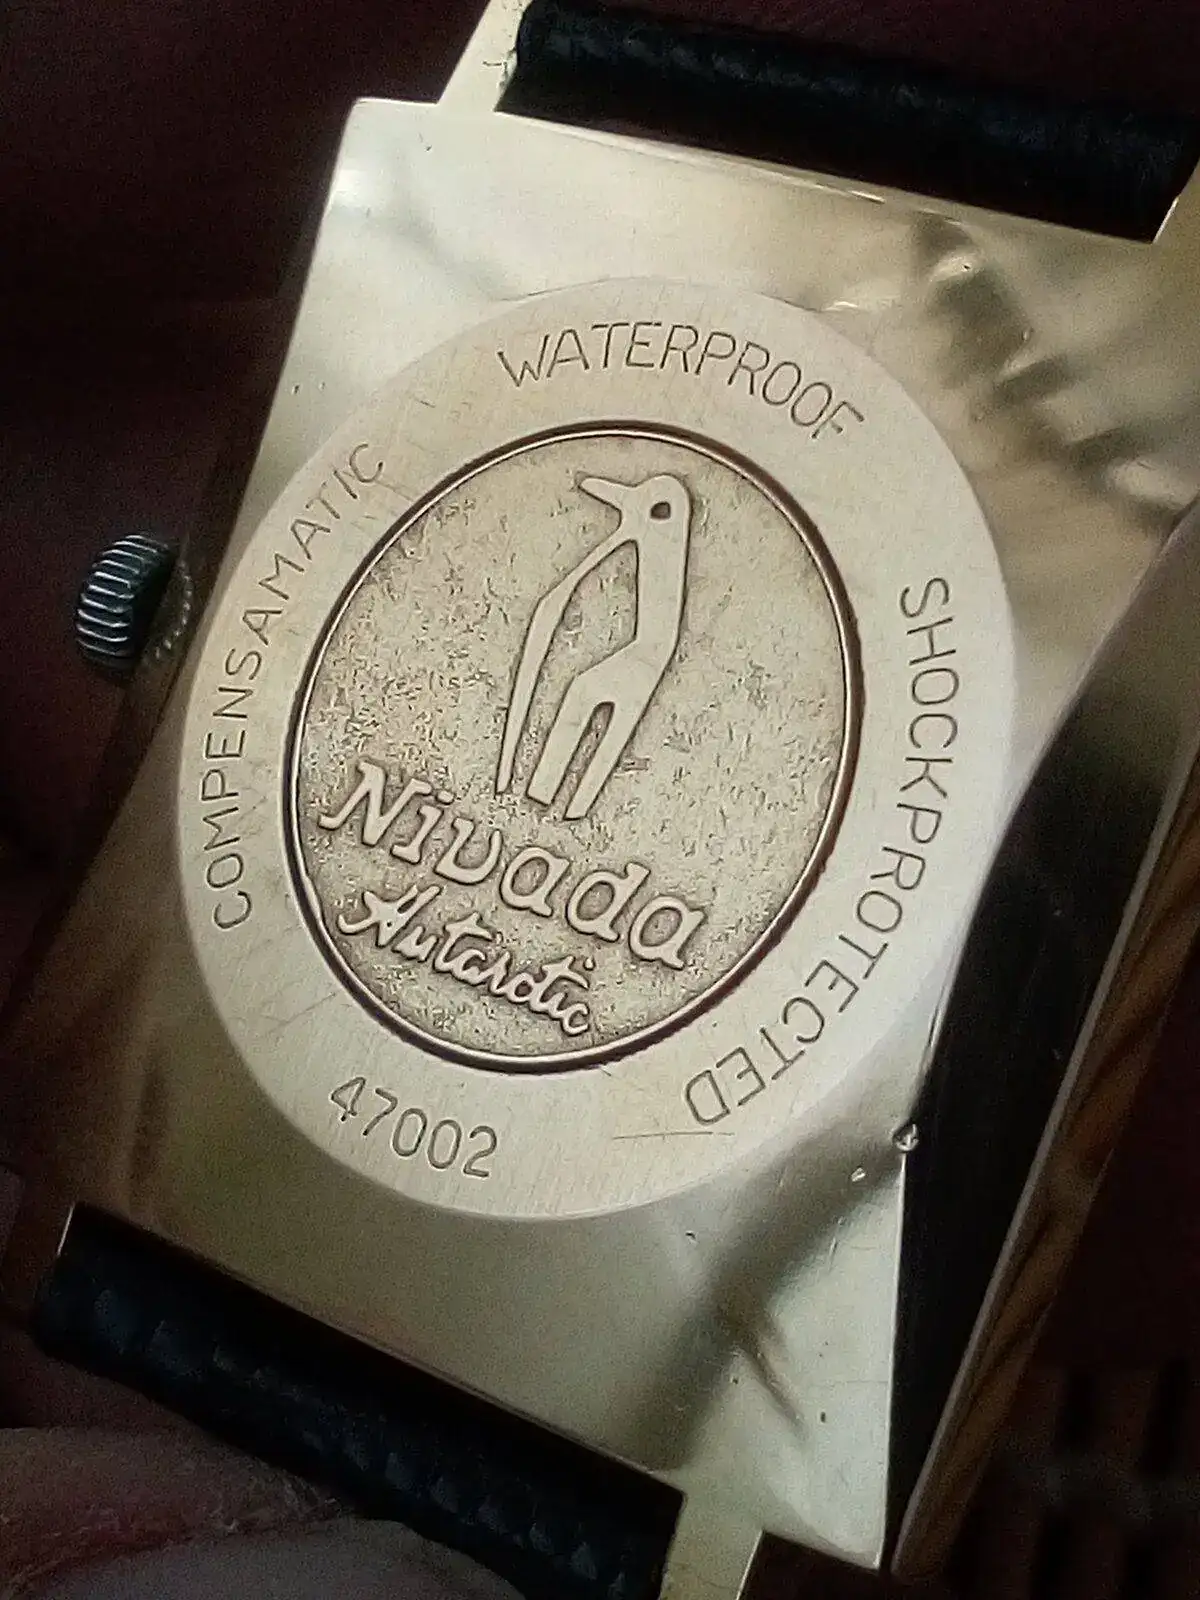 WATERPROOF
SHOCKPROTECTED
COMPENSAMATIC
Nivada
Antarctic
47002